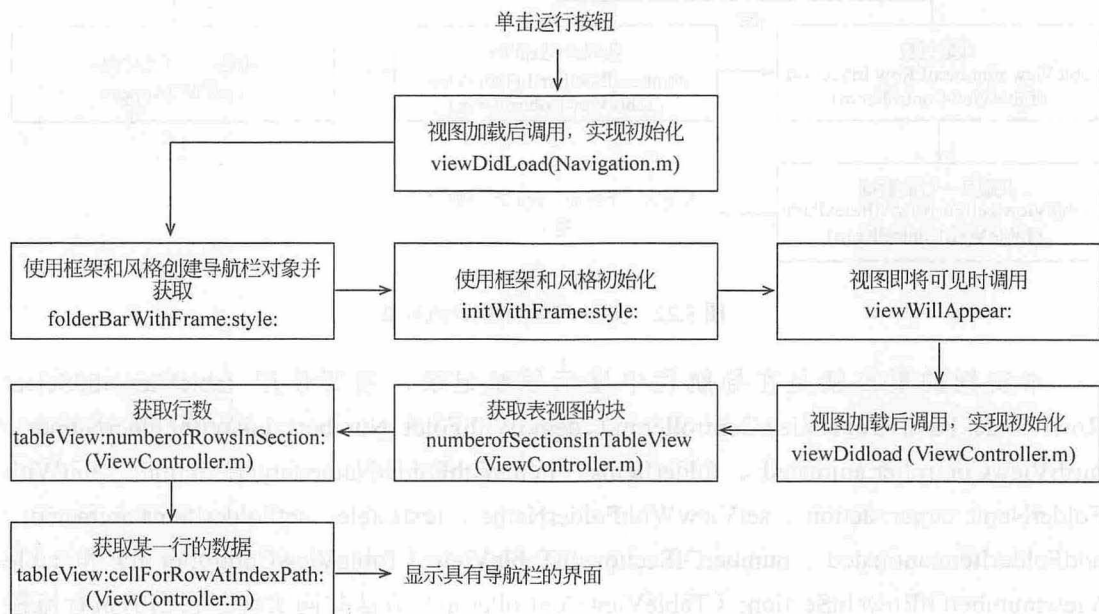 单击运行按钮
视图加载后调用，实现初始化
viewDidLoad(Navigation.m)
使用框架和风格创建导航栏对象并
获取
folderBarWithFrame:style:
使用框架和风格初始化
initWithFrame:style:
视图即将可见时调用
viewWillAppear:
获取行数
tableView:numberofRowsInSection:
(ViewController.m)
获取表视图的块
numberofSectionsInTableView
(ViewController.m)
视图加载后调用，实现初始化
viewDidload (ViewController.m)
获取某一行的数据
tableView:cellForRowAtIndexPath:
(ViewController.m)
显示具有导航栏的界面